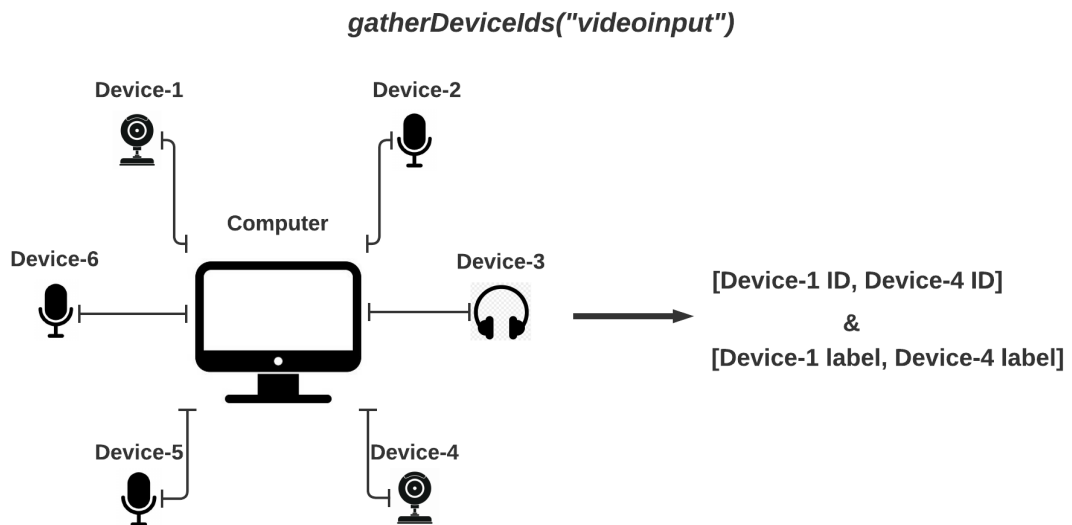 gatherDeviceIds("videoinput")
Device-1
Device-2
Computer
Device-6
Device-3
[Device-1 ID, Device-4 ID]
&
[Device-1 label, Device-4 label]
Device-5
Device-4